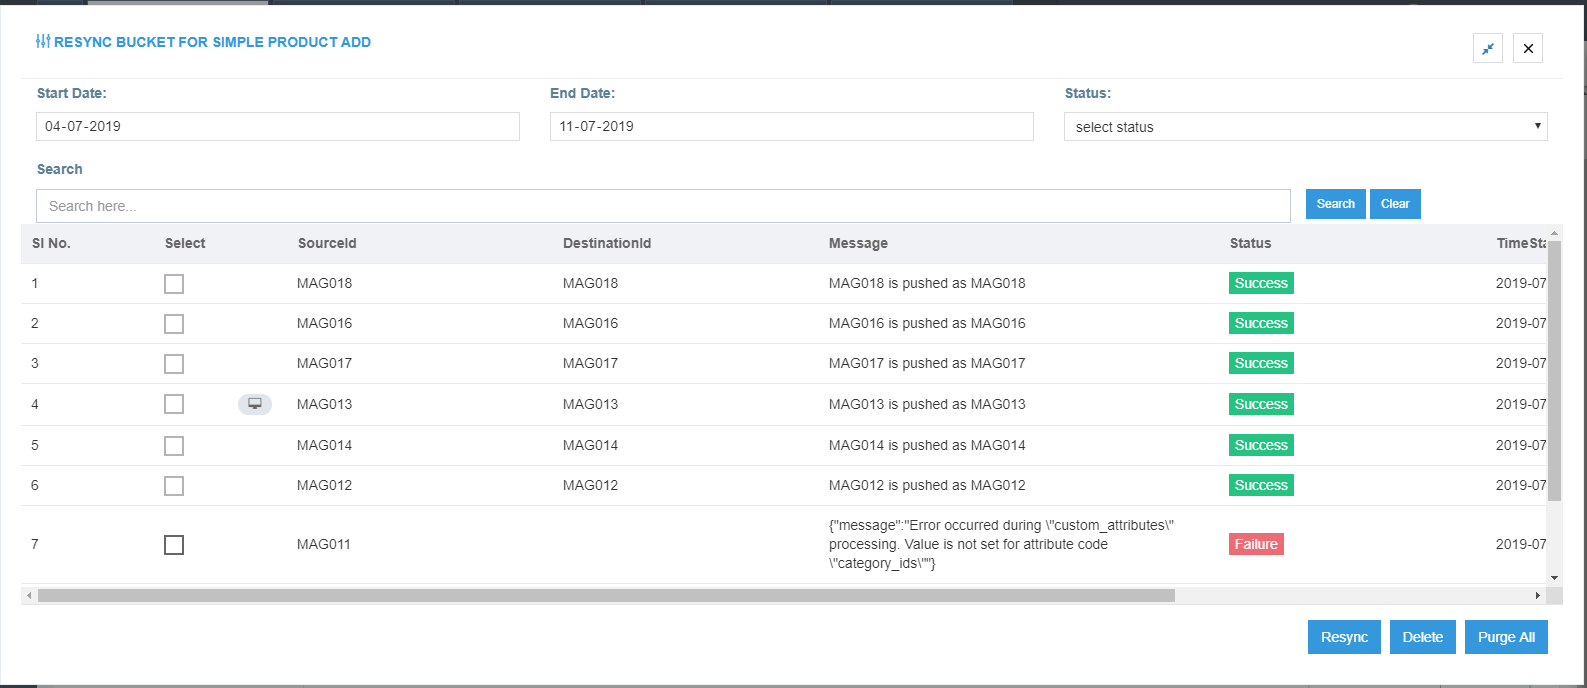 RESYNC BUCKET FOR SIMPLE PRODUCT ADD
Start Date: End Date: Status:
04-07-2019 11-07-2019 select status
Search
Search here... Search Clear
Sl No. Select SourceId DestinationId Message Status TimeSta
1 MAG018 MAG018 MAG018 is pushed as MAG018 Success 2019-07
2 MAG016 MAG016 MAG016 is pushed as MAG016 Success 2019-07
3 MAG017 MAG017 MAG017 is pushed as MAG017 Success 2019-07
4 MAG013 MAG013 MAG013 is pushed as MAG013 Success 2019-07
5 MAG014 MAG014 MAG014 is pushed as MAG014 Success 2019-07
6 MAG012 MAG012 MAG012 is pushed as MAG012 Success 2019-07
{"message":"Error occurred during \"custom_attributes\"
7 MAG011 processing. Value is not set for attribute code Failure 2019-07
\"category_ids\""}
Resync Delete Purge All